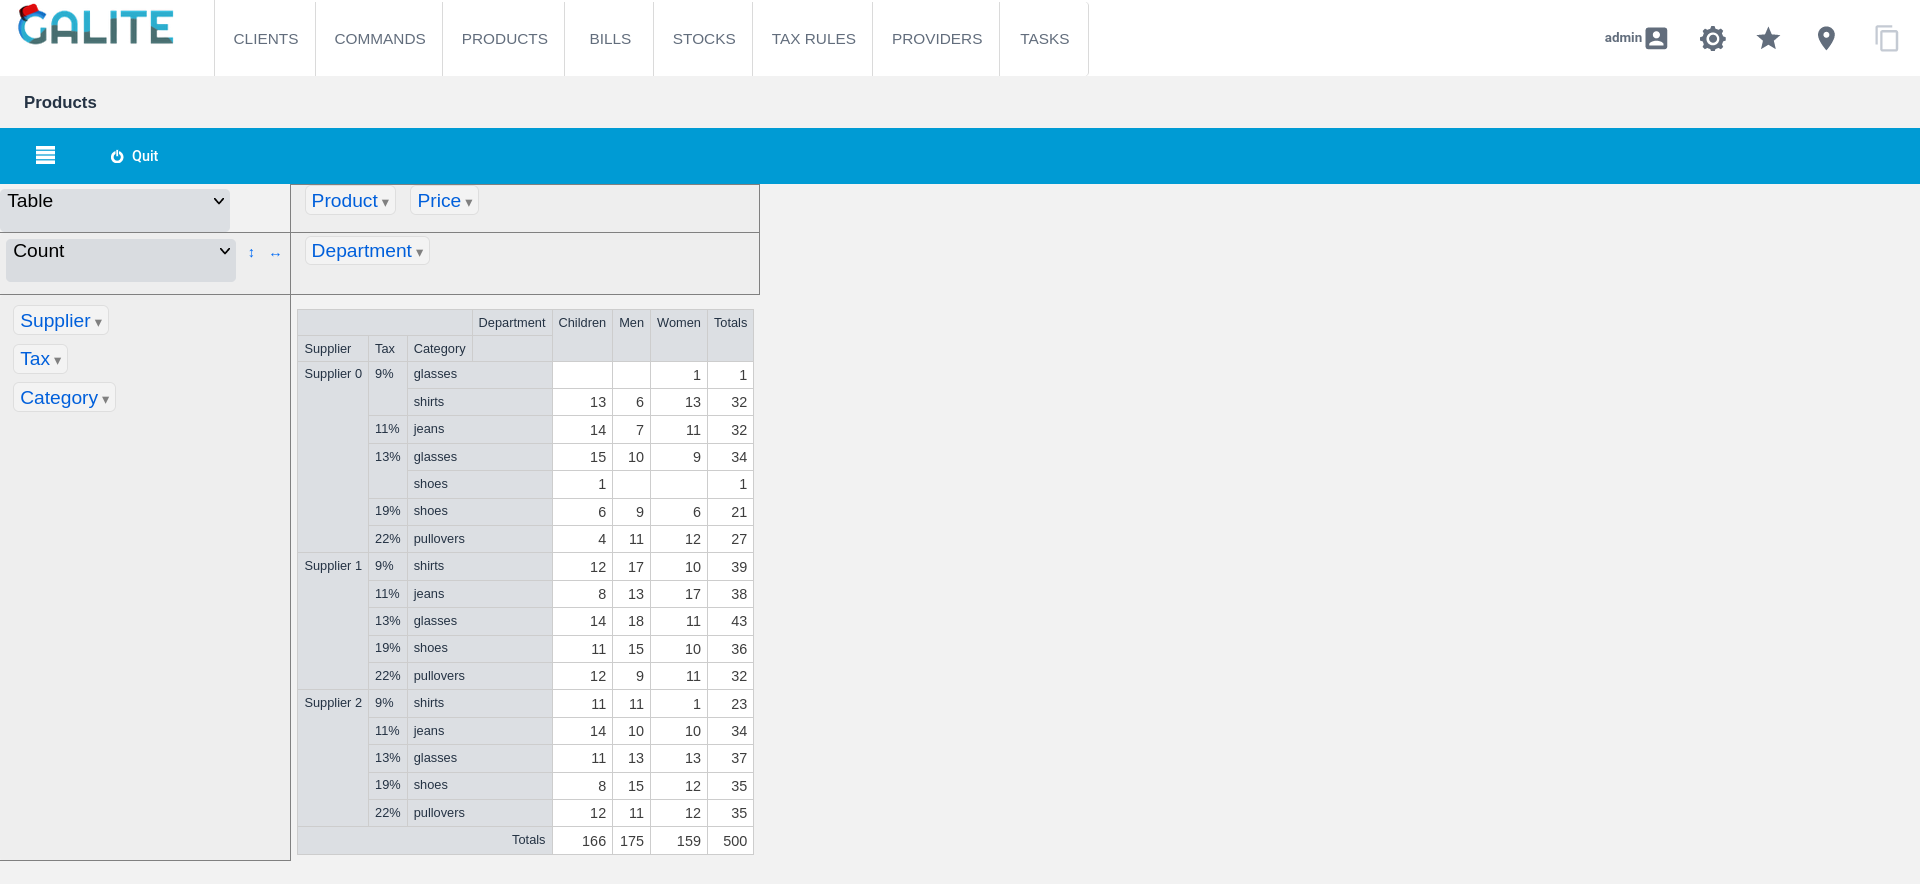 GALITE
CLIENTS COMMANDS PRODUCTS BILLS STOCKS TAX RULES PROVIDERS TASKS admin
Products
Quit
Table Product ▾ Price ▾
Count ↕ ↔ Department ▾
Supplier ▾
Tax ▾
Category ▾
Department Children Men Women Totals
Supplier Tax Category
Supplier 0 9% glasses 1 1
shirts 13 6 13 32
11% jeans 14 7 11 32
13% glasses 15 10 9 34
shoes 1 1
19% shoes 6 9 6 21
22% pullovers 4 11 12 27
Supplier 1 9% shirts 12 17 10 39
11% jeans 8 13 17 38
13% glasses 14 18 11 43
19% shoes 11 15 10 36
22% pullovers 12 9 11 32
Supplier 2 9% shirts 11 11 1 23
11% jeans 14 10 10 34
13% glasses 11 13 13 37
19% shoes 8 15 12 35
22% pullovers 12 11 12 35
Totals 166 175 159 500